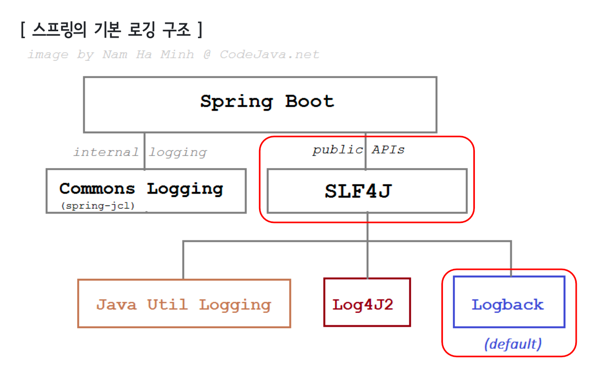 [ 스프링의 기본 로깅 구조 ]
image by Nam Ha Minh @ CodeJava.net
Spring Boot
internal logging
public APIs
Commons Logging
(spring-jcl)
SLF4J
Java Util Logging
Log4J2
Logback
(default)